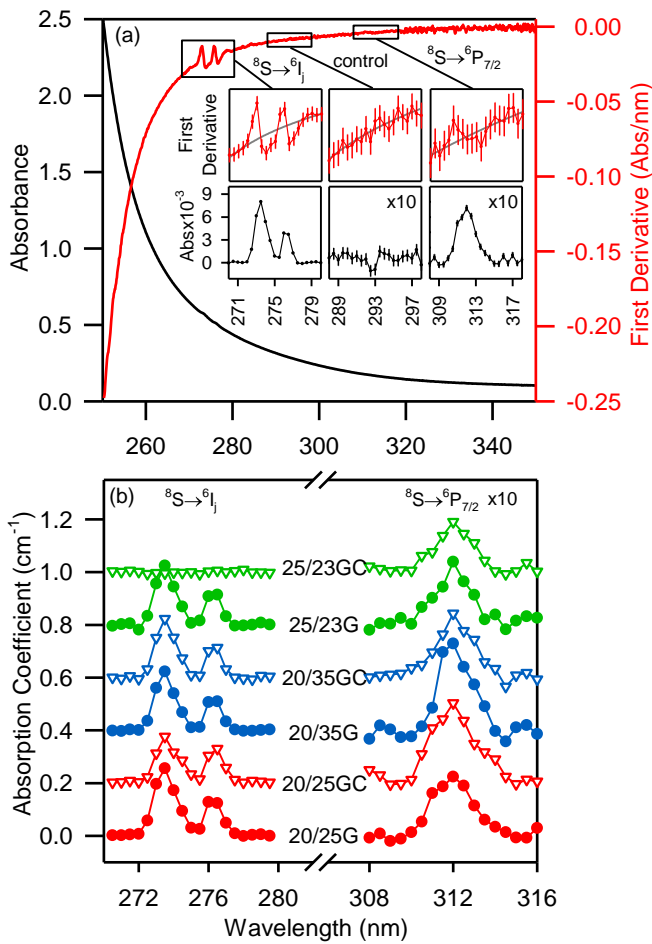 (a)
2.5
2.0
1.5
1.0
0.5
0.0
Absorbance
0.00
-0.05
-0.10
-0.15
-0.20
-0.25
First Derivative (Abs/nm)
⁸S→⁶Iⱼ
control
⁸S→⁶P₇/₂
First
Derivative
Absx10⁻³
9
6
3
0
x10
x10
271
275
279
289
293
297
309
313
317
260
280
300
320
340
(b)
⁸S→⁶Iⱼ
⁸S→⁶P₇/₂ x10
Absorption Coefficient (cm⁻¹)
1.2
1.0
0.8
0.6
0.4
0.2
0.0
25/23GC
25/23G
20/35GC
20/35G
20/25GC
20/25G
272
276
280
308
312
316
Wavelength (nm)